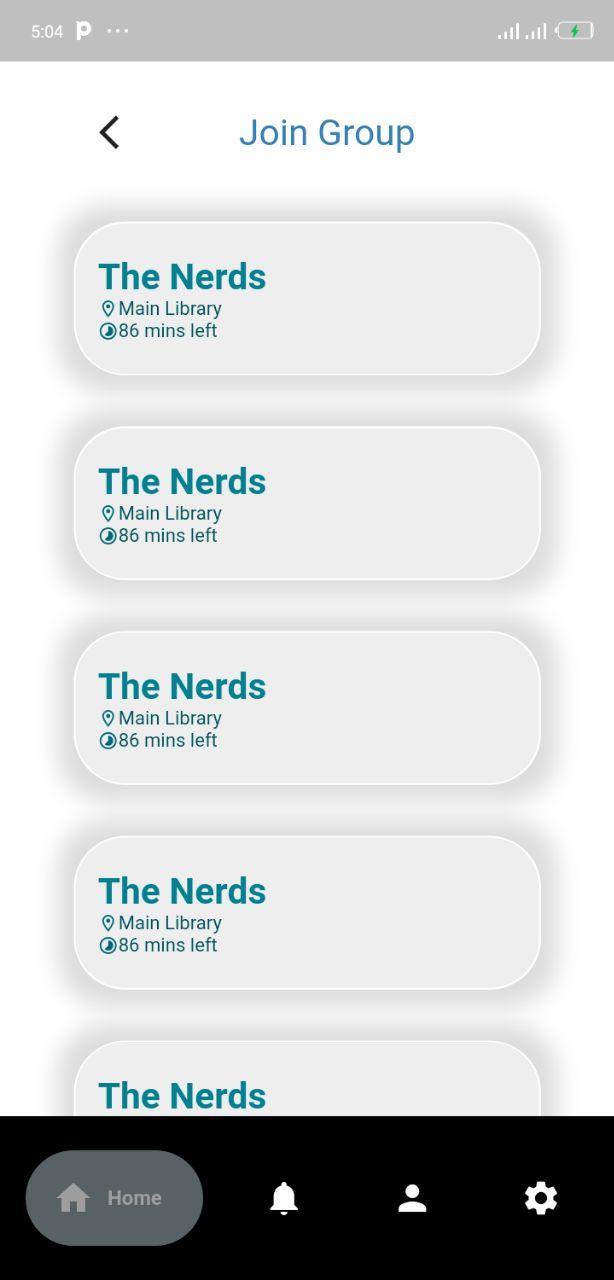 5:04
Join Group
The Nerds
Main Library
86 mins left
The Nerds
Main Library
86 mins left
The Nerds
Main Library
86 mins left
The Nerds
Main Library
86 mins left
The Nerds
Home